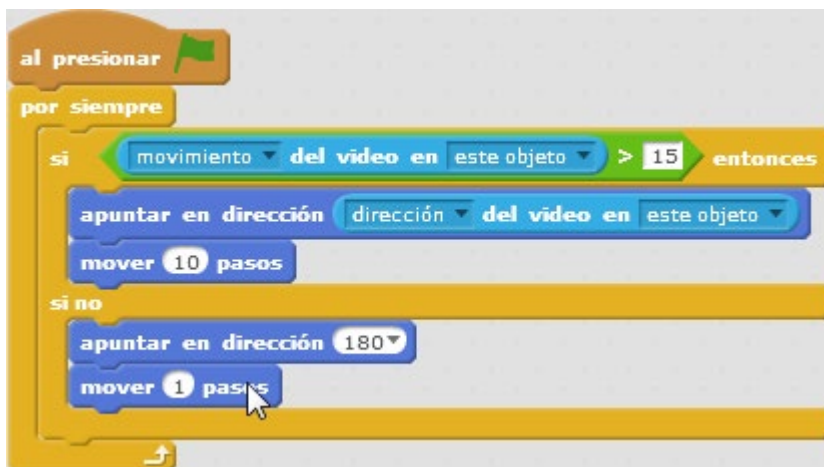 al presionar
por siempre
si movimiento del video en este objeto > 15 entonces
apuntar en dirección dirección del video en este objeto
mover 10 pasos
si no
apuntar en dirección 180
mover 1 pasos